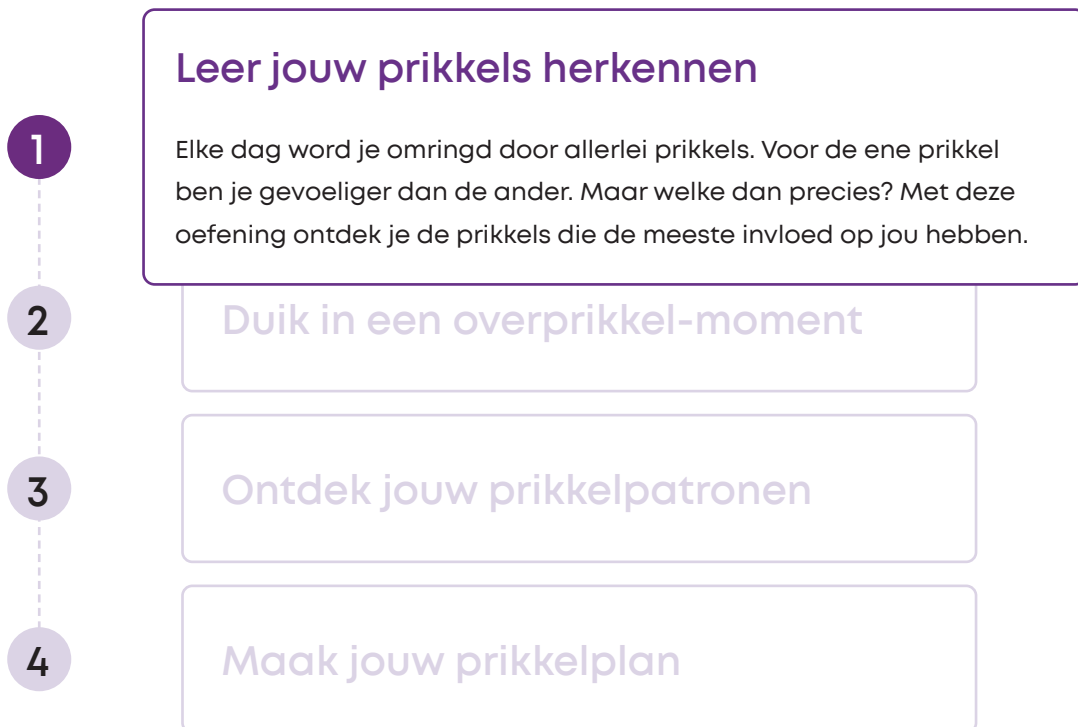 Leer jouw prikkels herkennen
1
Elke dag word je omringd door allerlei prikkels. Voor de ene prikkel
ben je gevoeliger dan de ander. Maar welke dan precies? Met deze
oefening ontdek je de prikkels die de meeste invloed op jou hebben.
2
Duik in een overprikkel-moment
3
Ontdek jouw prikkelpatronen
4
Maak jouw prikkelplan